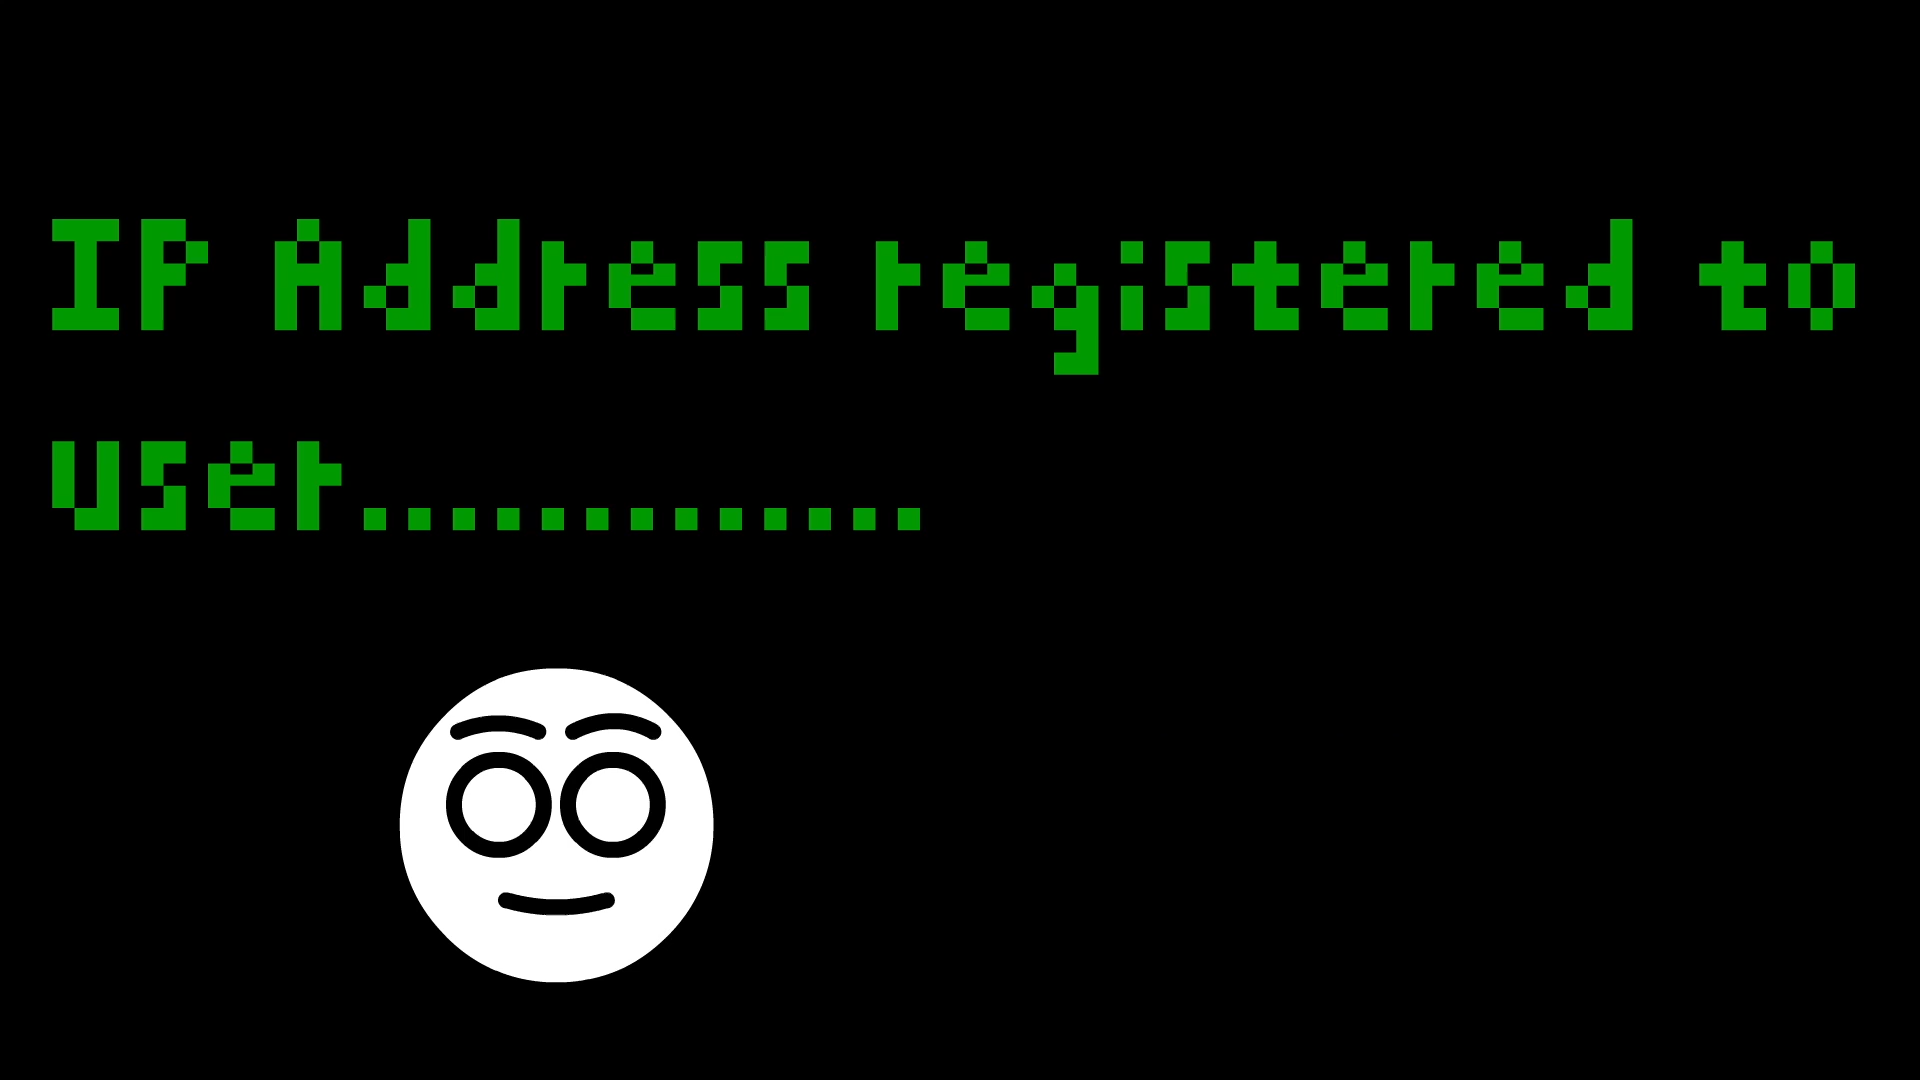 IP Address registered to
user.............